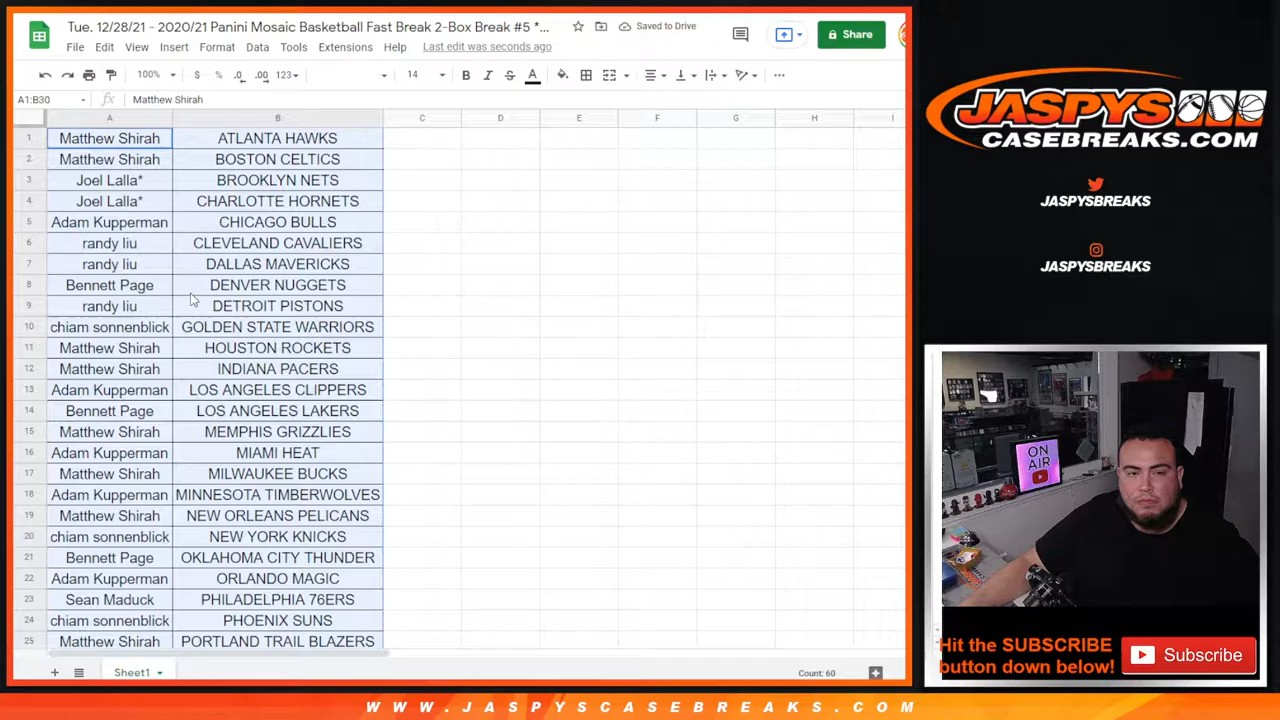 Tue. 12/28/21 - 2020/21 Panini Mosaic Basketball Fast Break 2-Box Break #5 *...
Saved to Drive
Share
File Edit View Insert Format Data Tools Extensions Help Last edit was seconds ago
100% $ % .0 .00 123 14 B I S A
A1:B30 fx Matthew Shirah
A B C D E F G H I
1 Matthew Shirah ATLANTA HAWKS
2 Matthew Shirah BOSTON CELTICS
3 Joel Lalla* BROOKLYN NETS
4 Joel Lalla* CHARLOTTE HORNETS
5 Adam Kupperman CHICAGO BULLS
6 randy liu CLEVELAND CAVALIERS
7 randy liu DALLAS MAVERICKS
8 Bennett Page DENVER NUGGETS
9 randy liu DETROIT PISTONS
10 chiam sonnenblick GOLDEN STATE WARRIORS
11 Matthew Shirah HOUSTON ROCKETS
12 Matthew Shirah INDIANA PACERS
13 Adam Kupperman LOS ANGELES CLIPPERS
14 Bennett Page LOS ANGELES LAKERS
15 Matthew Shirah MEMPHIS GRIZZLIES
16 Adam Kupperman MIAMI HEAT
17 Matthew Shirah MILWAUKEE BUCKS
18 Adam Kupperman MINNESOTA TIMBERWOLVES
19 Matthew Shirah NEW ORLEANS PELICANS
20 chiam sonnenblick NEW YORK KNICKS
21 Bennett Page OKLAHOMA CITY THUNDER
22 Adam Kupperman ORLANDO MAGIC
23 Sean Maduck PHILADELPHIA 76ERS
24 chiam sonnenblick PHOENIX SUNS
25 Matthew Shirah PORTLAND TRAIL BLAZERS
Sheet1
Count: 60
JASPYS
CASEBREAKS.COM
JASPYSBREAKS
JASPYSBREAKS
ON
AIR
Hit the SUBSCRIBE
button down below!
Subscribe
WWW.JASPYSCASEBREAKS.COM